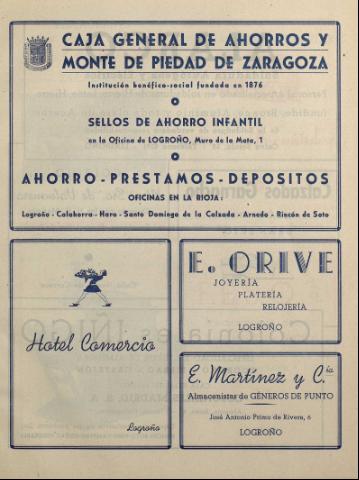 CAJA GENERAL DE AHORROS Y
MONTE DE PIEDAD DE ZARAGOZA
Institución benéfico-social fundada en 1876
SELLOS DE AHORRO INFANTIL
en la Oficina de LOGROÑO, Muro de la Mata, 1
AHORRO - PRESTAMOS - DEPOSITOS
OFICINAS EN LA RIOJA:
Logroño - Calahorra - Haro - Santo Domingo de la Calzada - Arnedo - Rincón de Soto
Hotel Comercio
Logroño
E. ORIVE
JOYERÍA
PLATERÍA
RELOJERÍA
LOGROÑO
E. Martínez y C.ía
Almacenistas de GÉNEROS DE PUNTO
José Antonio Primo de Rivera, 6
LOGROÑO